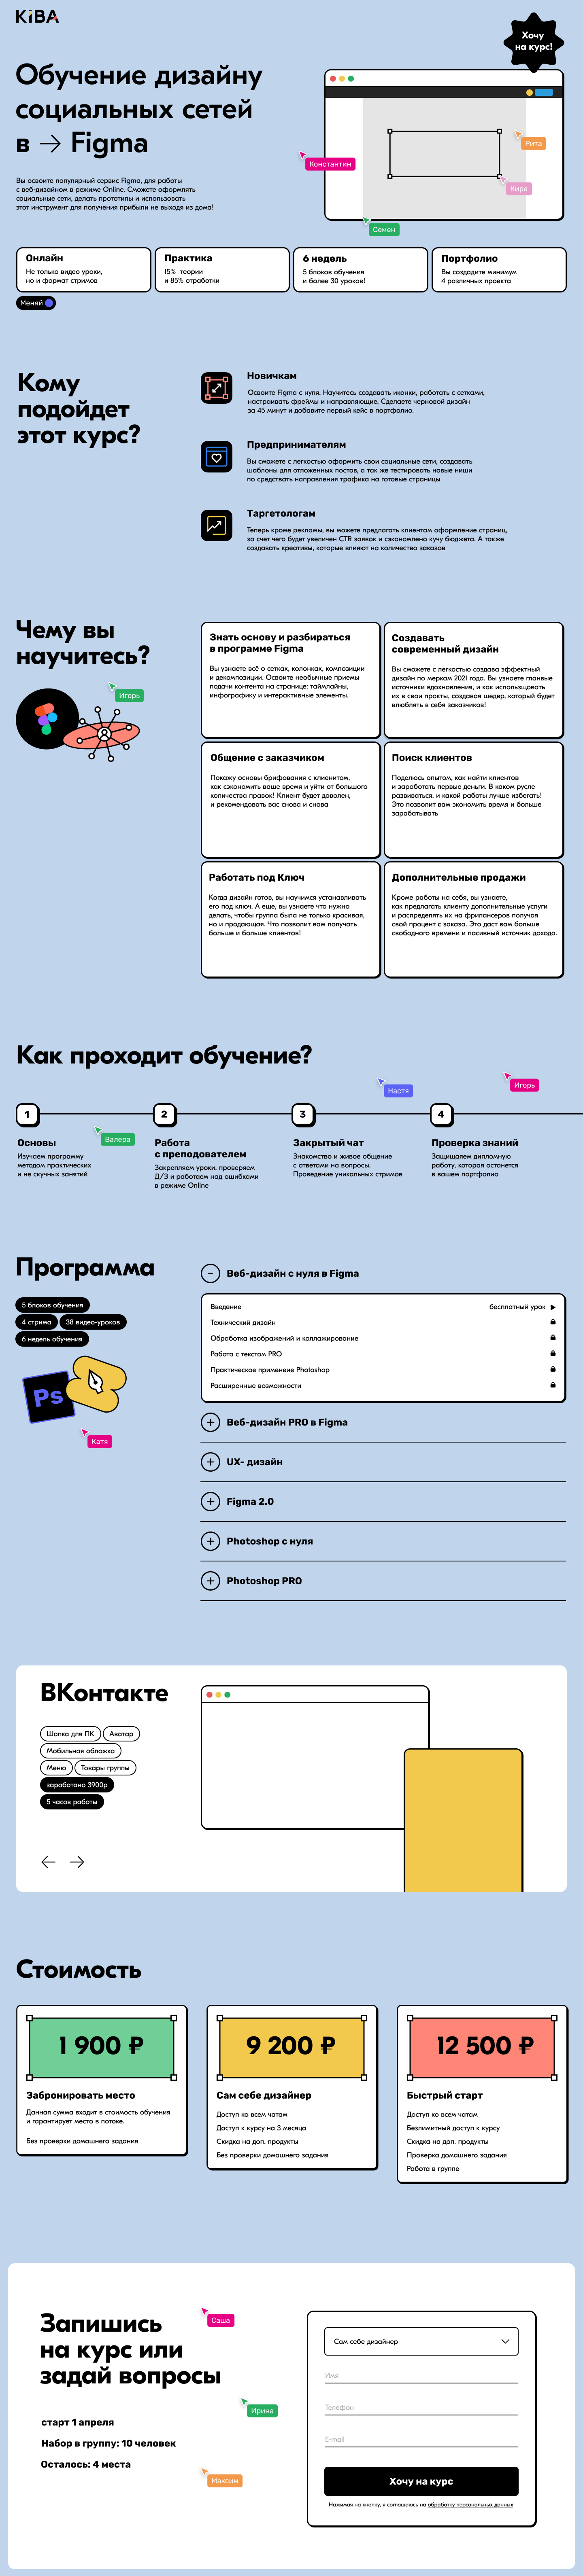 KIBA
Хочу
на курс!
Обучение дизайну
социальных сетей
в → Figma
Вы освоите популярный сервис Figma, для работы
с веб-дизайном в режиме Online. Сможете оформлять
социальные сети, делать прототипы и использовать
этот инструмент для получения прибыли не выходя из дома!
Константин
Рита
Кира
Семен
Онлайн
Не только видео уроки,
но и формат стримов
Практика
15% теории
и 85% отработки
6 недель
5 блоков обучения
и более 30 уроков!
Портфолио
Вы создадите минимум
4 различных проекта
Меняй
Кому
подойдет
этот курс?
Новичкам
Освоите Figma с нуля. Научитесь создавать иконки, работать с сетками,
настраивать фреймы и направляющие. Сделаете черновой дизайн
за 45 минут и добавите первый кейс в портфолио.
Предпринимателям
Вы сможете с легкостью оформить свои социальные сети, создавать
шаблоны для отложенных постов, а так же тестировать новые ниши
по средствать направления трафика на готовые страницы
Таргетологам
Теперь кроме рекламы, вы можете предлагать клиентам оформление страниц,
за счет чего будет увеличен CTR заявок и сэкономлено кучу бюджета. А также
создавать креативы, которые влияют на количество заказов
Чему вы
научитесь?
Игорь
Знать основу и разбираться
в программе Figma
Вы узнаете всё о сетках, колонках, композиции
и декомпозиции. Освоите необычные приемы
подачи контента на странице: таймлайны,
инфорграфику и интерактивные элементы.
Создавать
современный дизайн
Вы сможете с легкостью создава эффектный
дизайн по меркам 2021 года. Вы узнаете главные
источники вдохновения, и как использщовать
их в свои прокты, создовая шедевр, который будет
влюблять в себя заказчиков!
Общение с заказчиком
Покажу основы брифования с клиенитом,
как сэкономить ваше время и уйти от большого
количества правок! Клиент будет доволен,
и рекомендовать вас снова и снова
Поиск клиентов
Поделюсь опытом, как найти клиентов
и заработать первые деньги. В каком русле
развиваться, и какой работы лучше избегать!
Это позволит вам экономить время и больше
зарабатывать
Работать под Ключ
Когда дизайн готов, вы научимся устанавливать
его под ключ. А еще, вы узнаете что нужно
делать, чтобы группа была не только красивая,
но и продающая. Что позволит вам получать
больше и больше клиентов!
Дополнительные продажи
Кроме работы на себя, вы узнаете,
как предлагать клиенту дополнительные услуги
и распределять их на фрилансеров получая
свой процент с заказа. Это даст вам больше
свободного времени и пасивный источник дохода.
Как проходит обучение?
Настя
Игорь
1
2
3
4
Основы
Изучаем программу
методом практических
и не скучных занятий
Валера
Работа
с преподователем
Закрепляем уроки, проверяем
Д/З и работаем над ошибками
в режиме Online
Закрытый чат
Знакомство и живое общение
с ответами на вопросы.
Проведение уникальных стримов
Проверка знаний
Защищаем дипломную
работу, которая останется
в вашем портфолио
Программа
5 блоков обучения
4 стрима
38 видео-уроков
6 недель обучения
Ps
Катя
Веб-дизайн с нуля в Figma
Введение
бесплатный урок
Технический дизайн
Обработка изображений и коллажирование
Работа с текстом PRO
Практическое применеие Photoshop
Расширенные возможности
Веб-дизайн PRO в Figma
UX- дизайн
Figma 2.0
Photoshop с нуля
Photoshop PRO
ВКонтакте
Шапка для ПК
Аватар
Мобильная обложка
Меню
Товары группы
заработано 3900р
5 часов работы
Стоимость
1 900 ₽
Забронировать место
Данная сумма входит в стоимость обучения
и гарантирует место в потоке.
Без проверки домашнего задания
9 200 ₽
Сам себе дизайнер
Доступ ко всем чатам
Доступ к курсу на 3 месяца
Скидка на доп. продукты
Без проверки домашнего задания
12 500 ₽
Быстрый старт
Доступ ко всем чатам
Безлимитный доступ к курсу
Скидка на доп. продукты
Проверка домашнего задания
Работа в группе
Запишись
на курс или
задай вопросы
Саша
Ирина
Максим
старт 1 апреля
Набор в группу: 10 человек
Осталось: 4 места
Сам себе дизайнер
Имя
Телефон
E-mail
Хочу на курс
Нажимая на кнопку, я соглашаюсь на обработку персональных данных